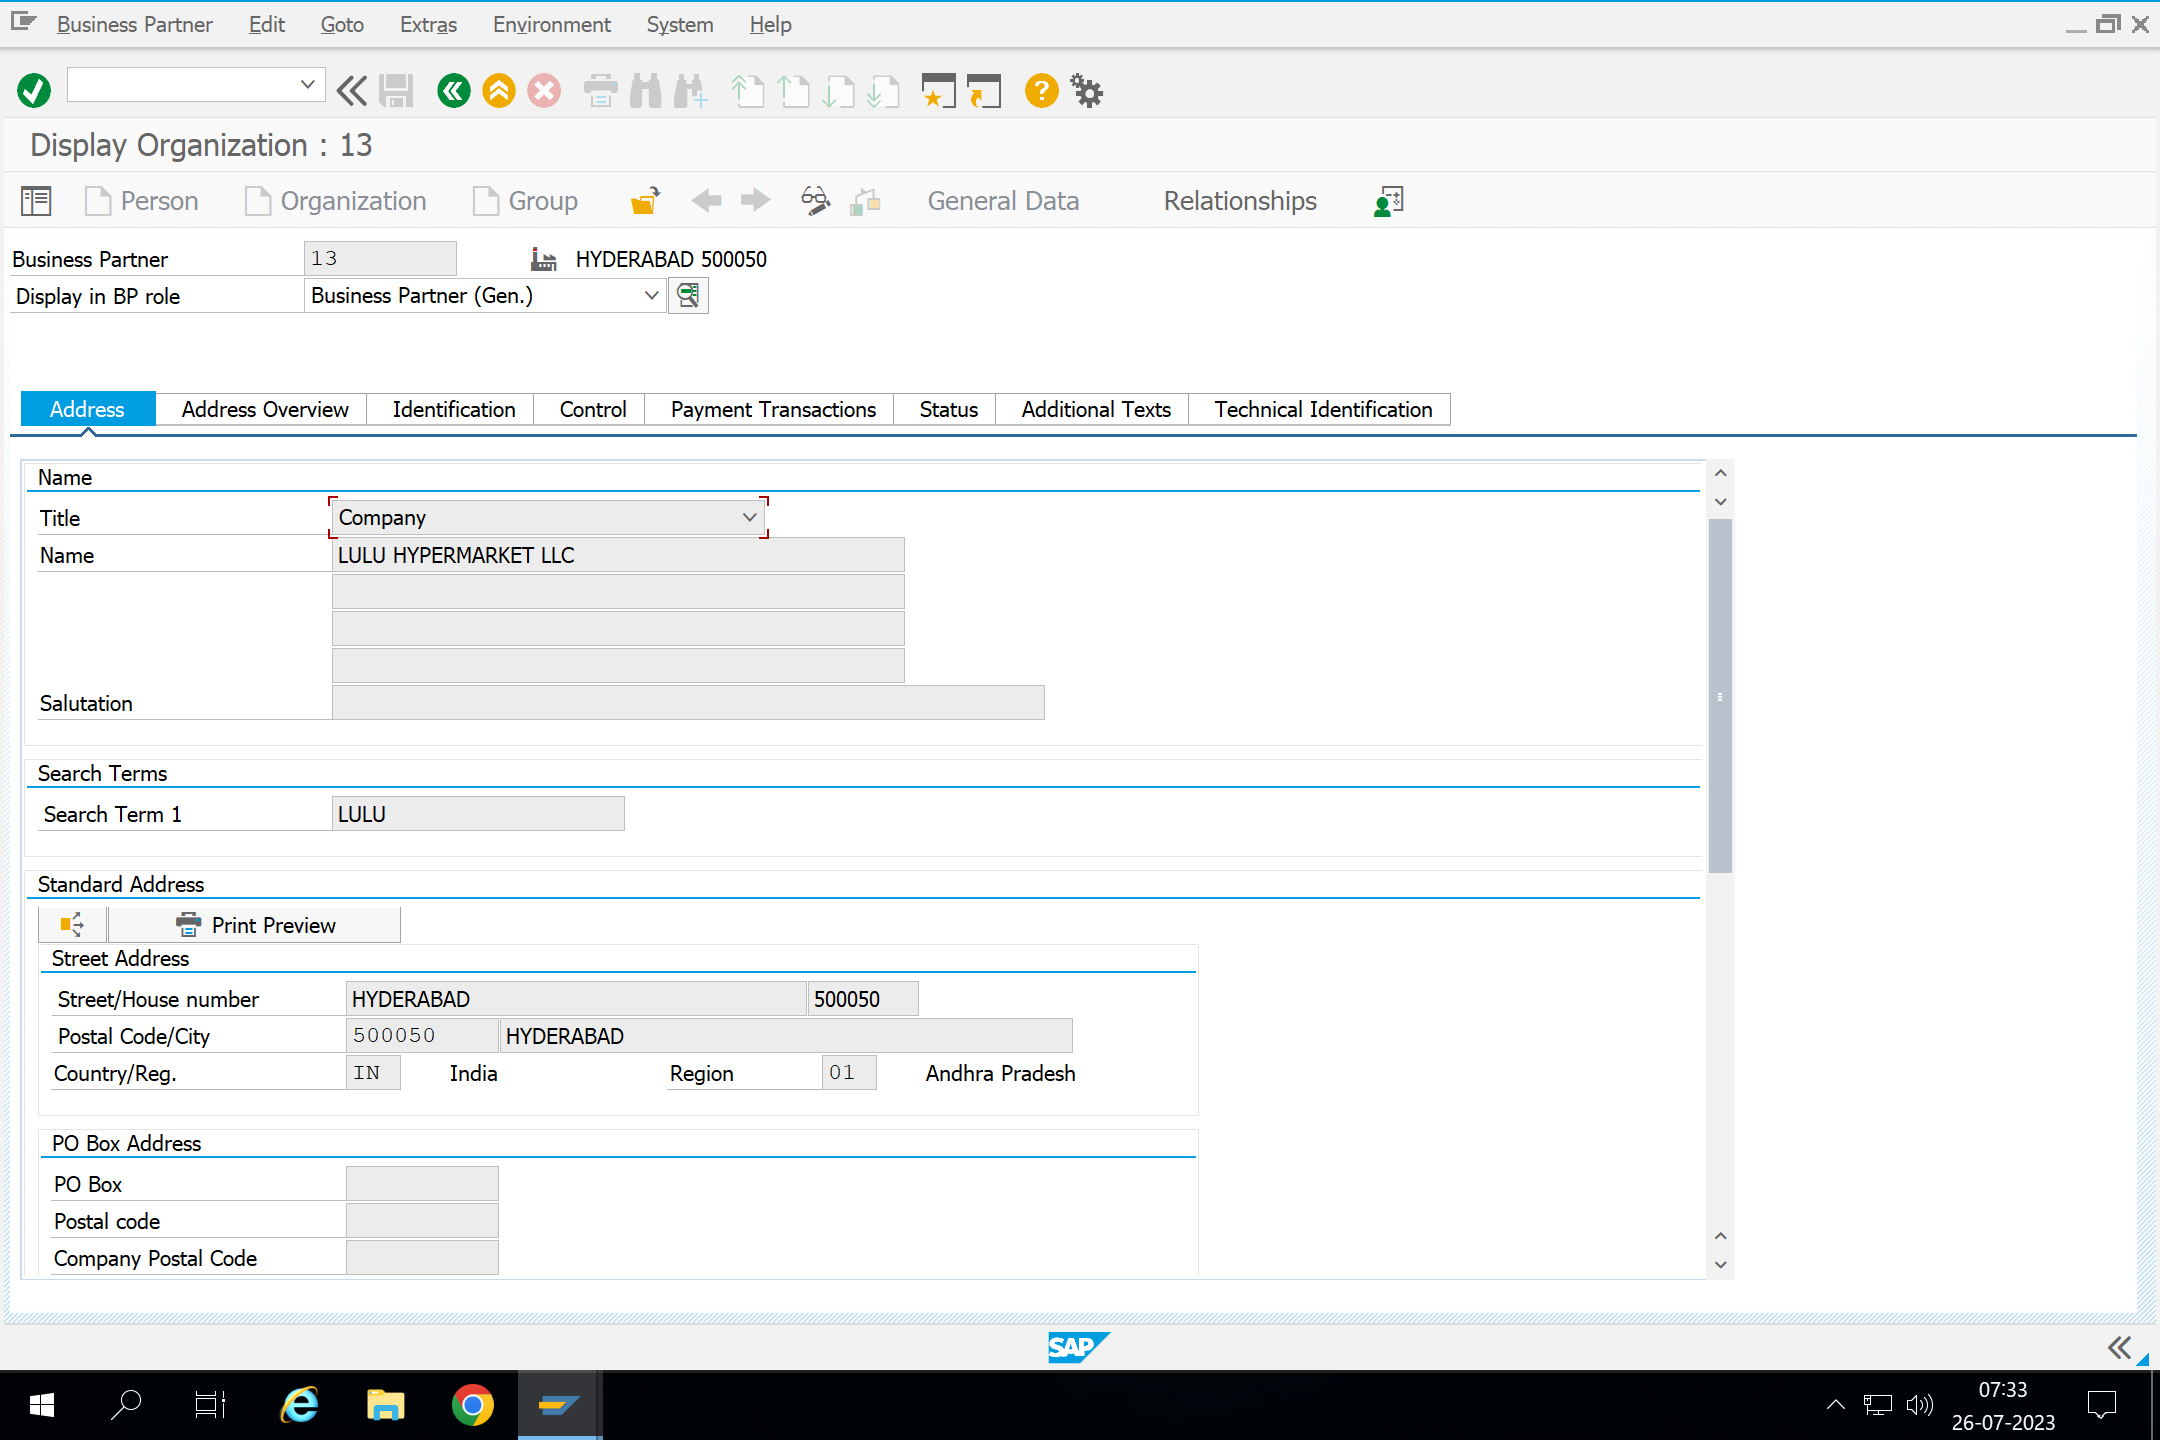 Business Partner Edit Goto Extras Environment System Help
Display Organization : 13
Person Organization Group General Data Relationships
Business Partner 13 HYDERABAD 500050
Display in BP role Business Partner (Gen.)
Address Address Overview Identification Control Payment Transactions Status Additional Texts Technical Identification
Name
Title Company
Name LULU HYPERMARKET LLC
Salutation
Search Terms
Search Term 1 LULU
Standard Address
Print Preview
Street Address
Street/House number HYDERABAD 500050
Postal Code/City 500050 HYDERABAD
Country/Reg. IN India Region 01 Andhra Pradesh
PO Box Address
PO Box
Postal code
Company Postal Code
SAP
07:33
26-07-2023